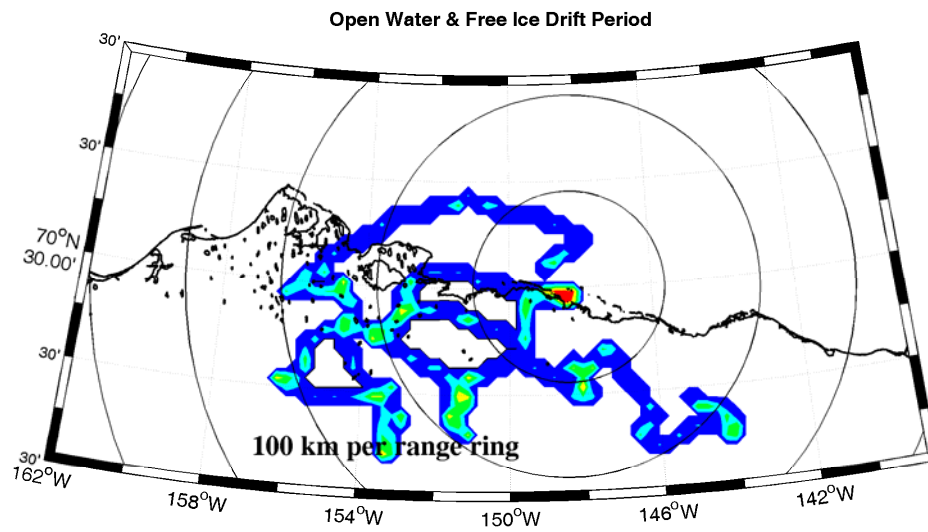 Open Water & Free Ice Drift Period
30'
30'
70°N
30.00'
30'
30'
162°W
158°W
154°W
150°W
146°W
142°W
100 km per range ring